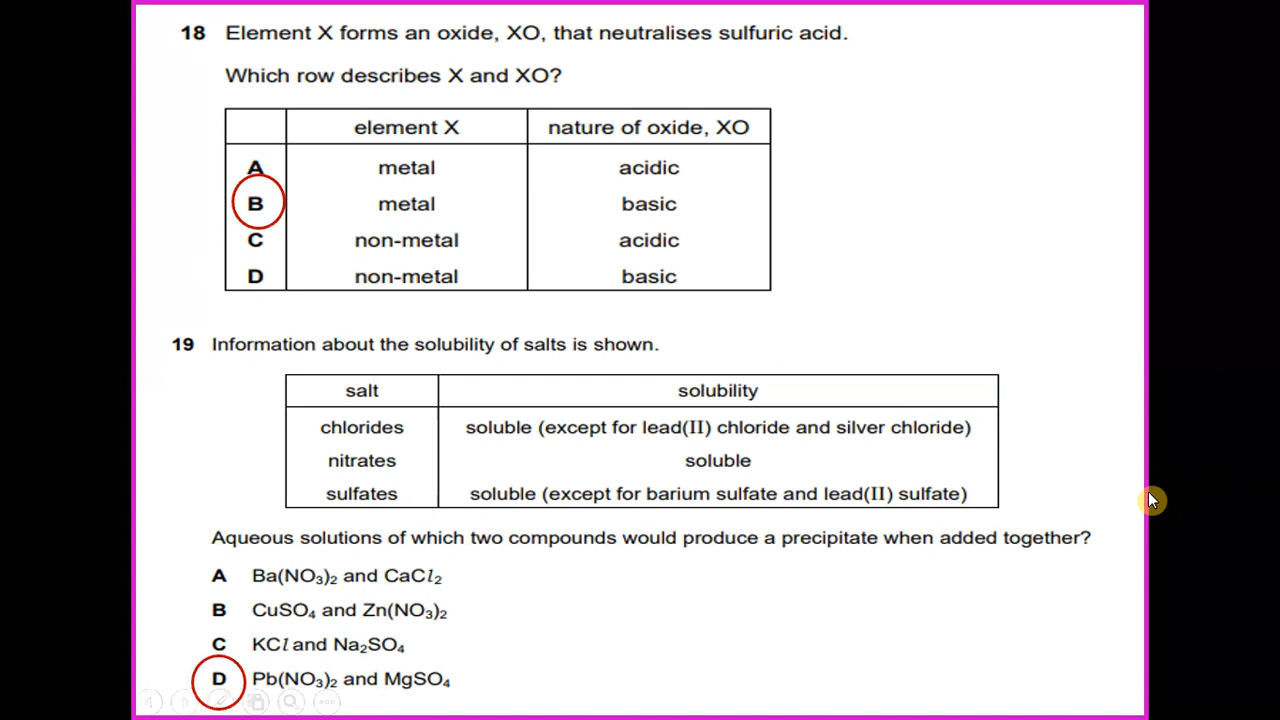 18 Element X forms an oxide, XO, that neutralises sulfuric acid.
Which row describes X and XO?
element X nature of oxide, XO
A metal acidic
B metal basic
C non-metal acidic
D non-metal basic
19 Information about the solubility of salts is shown.
salt solubility
chlorides soluble (except for lead(II) chloride and silver chloride)
nitrates soluble
sulfates soluble (except for barium sulfate and lead(II) sulfate)
Aqueous solutions of which two compounds would produce a precipitate when added together?
A Ba(NO₃)₂ and CaCl₂
B CuSO₄ and Zn(NO₃)₂
C KCl and Na₂SO₄
D Pb(NO₃)₂ and MgSO₄